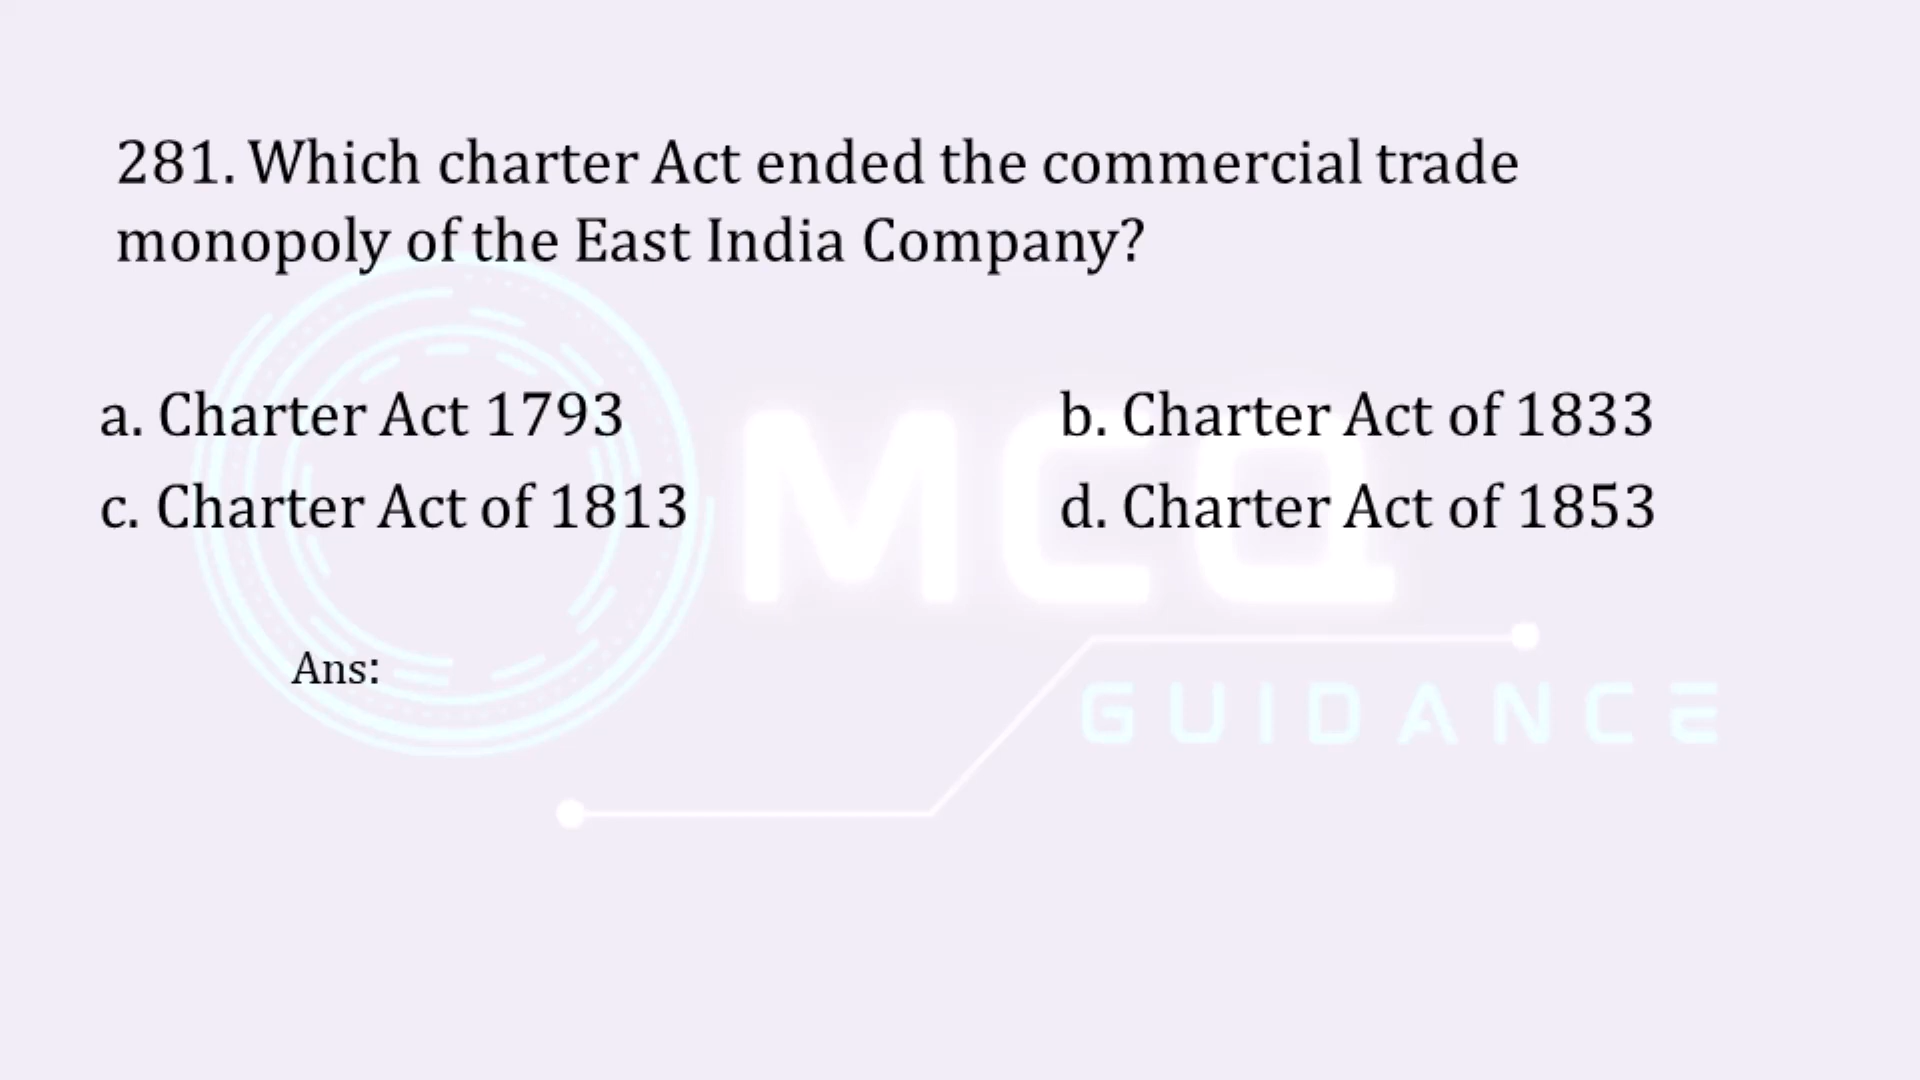 281. Which charter Act ended the commercial trade
monopoly of the East India Company?
a. Charter Act 1793
b. Charter Act of 1833
c. Charter Act of 1813
d. Charter Act of 1853
MCQ
Ans:
GUIDANCE